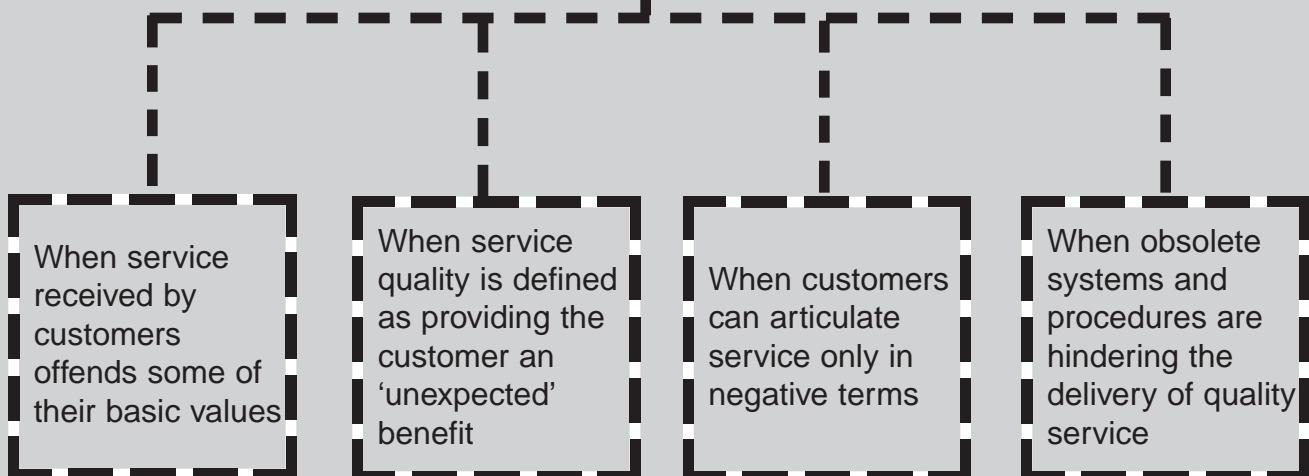 When service
received by
customers
offends some of
their basic values
When service
quality is defined
as providing the
customer an
‘unexpected’
benefit
When customers
can articulate
service only in
negative terms
When obsolete
systems and
procedures are
hindering the
delivery of quality
service